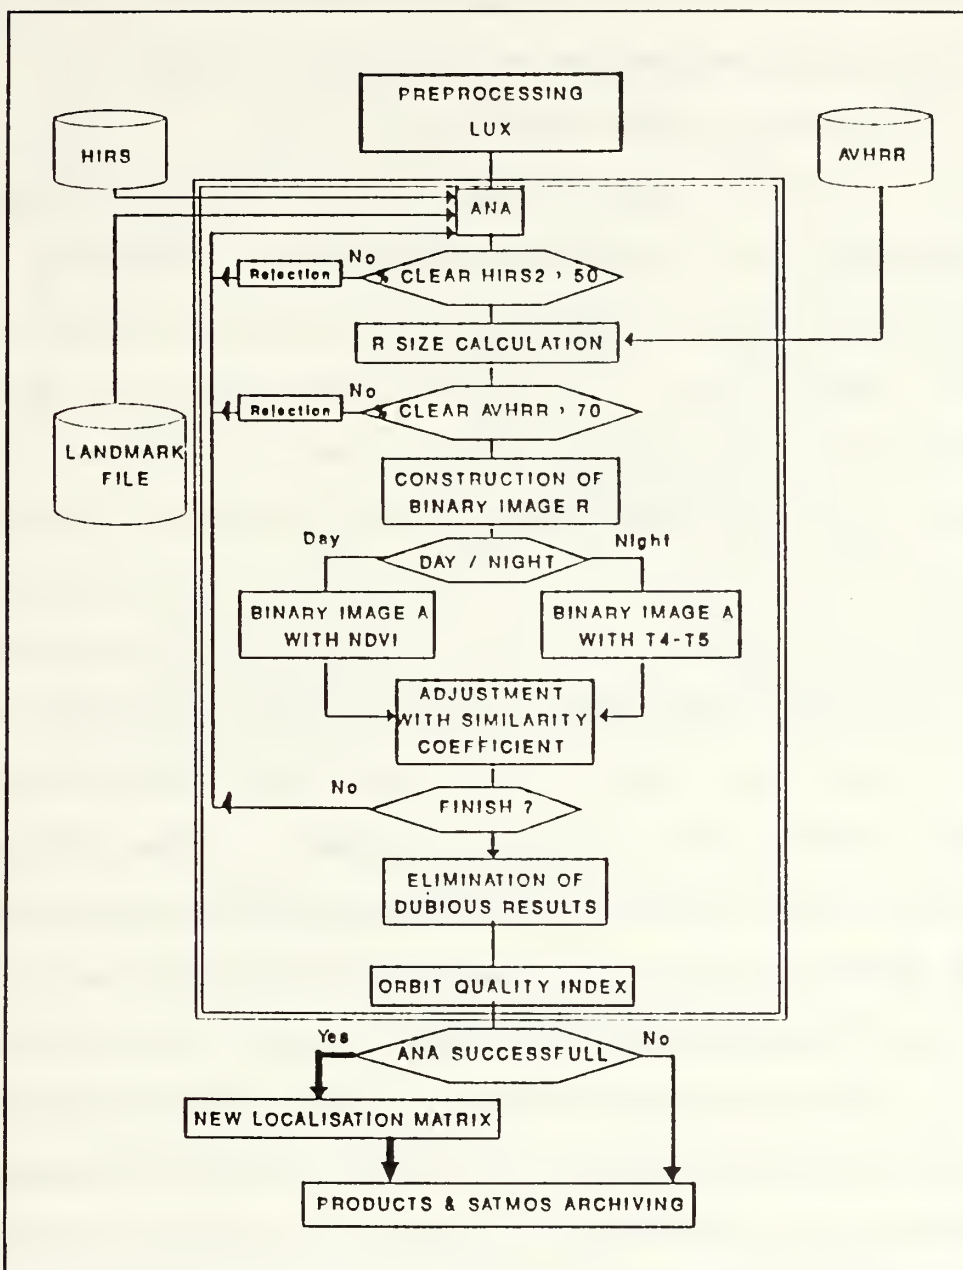 PREPROCESSING
LUX
HIRS
AVHRR
ANA
No
Rejection
% CLEAR HIRS2 > 50
R SIZE CALCULATION
No
Rejection
% CLEAR AVHRR > 70
LANDMARK
FILE
CONSTRUCTION OF
BINARY IMAGE R
Day
DAY / NIGHT
Night
BINARY IMAGE A
WITH NDVI
BINARY IMAGE A
WITH T4-T5
ADJUSTMENT
WITH SIMILARITY
COEFFICIENT
No
FINISH ?
ELIMINATION OF
DUBIOUS RESULTS
ORBIT QUALITY INDEX
Yes
ANA SUCCESSFULL
No
NEW LOCALISATION MATRIX
PRODUCTS & SATMOS ARCHIVING